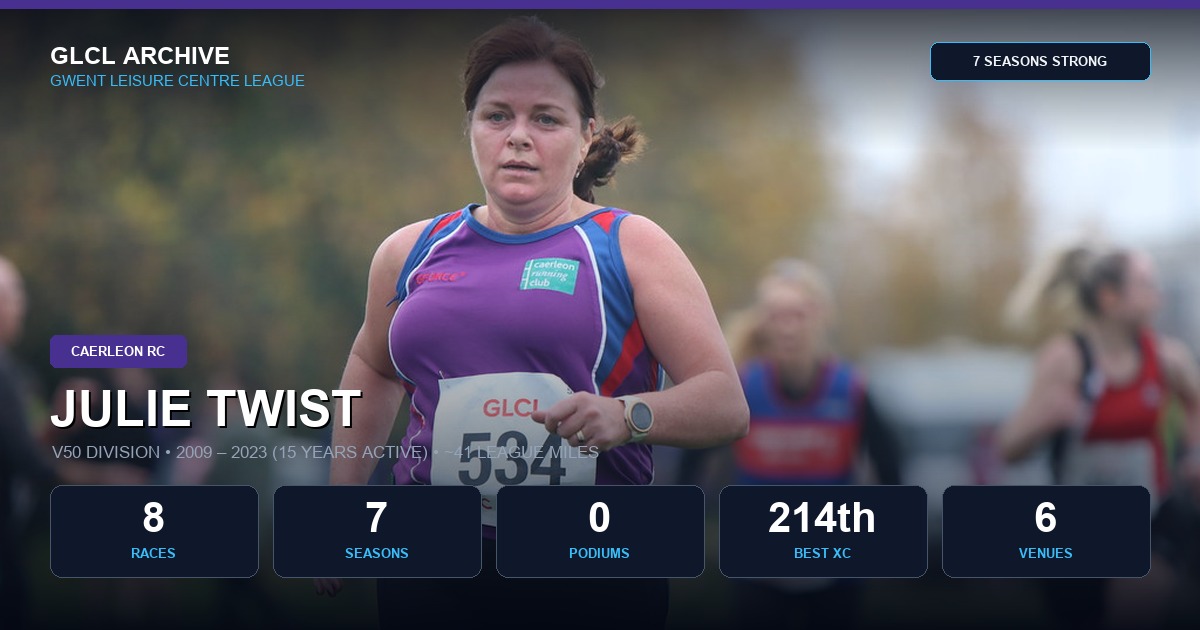 GLCL ARCHIVE
GWENT LEISURE CENTRE LEAGUE
7 SEASONS STRONG
caerleon
running
club
CAERLEON RC
JULIE TWIST
GLCL
534
V50 DIVISION • 2009 – 2023 (15 YEARS ACTIVE) • ~41 LEAGUE MILES
8
RACES
7
SEASONS
0
PODIUMS
214th
BEST XC
6
VENUES